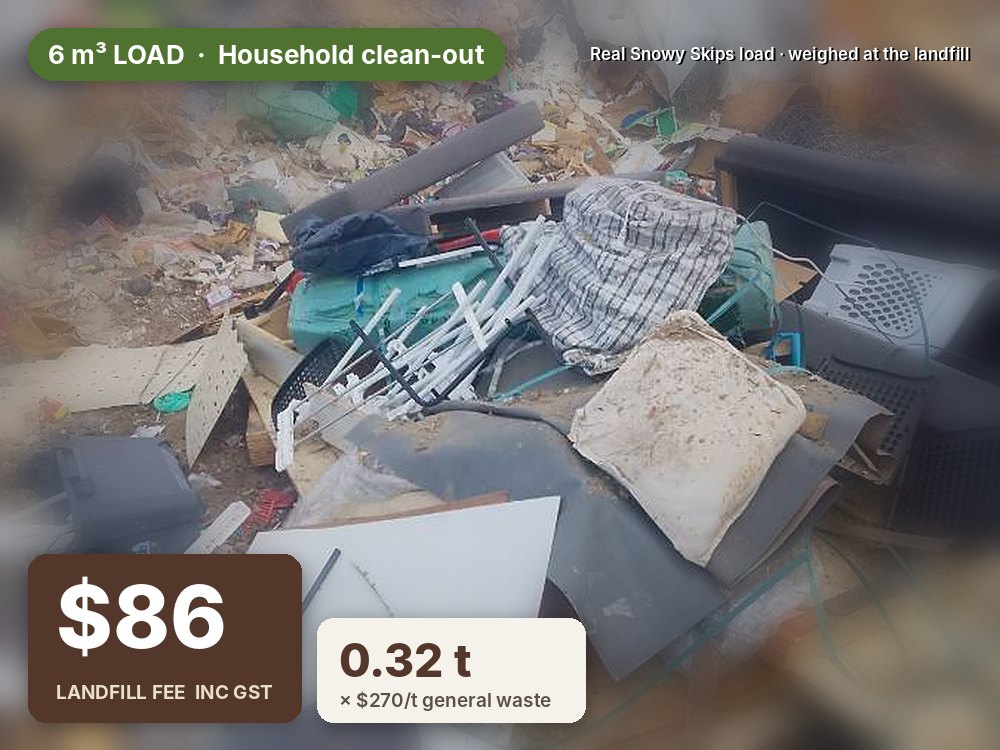 6 m³ LOAD · Household clean-out
Real Snowy Skips load · weighed at the landfill
$86
LANDFILL FEE INC GST
0.32 t
× $270/t general waste